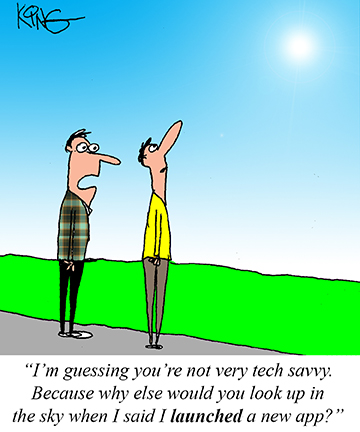 KING
“I’m guessing you’re not very tech savvy.
Because why else would you look up in
the sky when I said I launched a new app?”